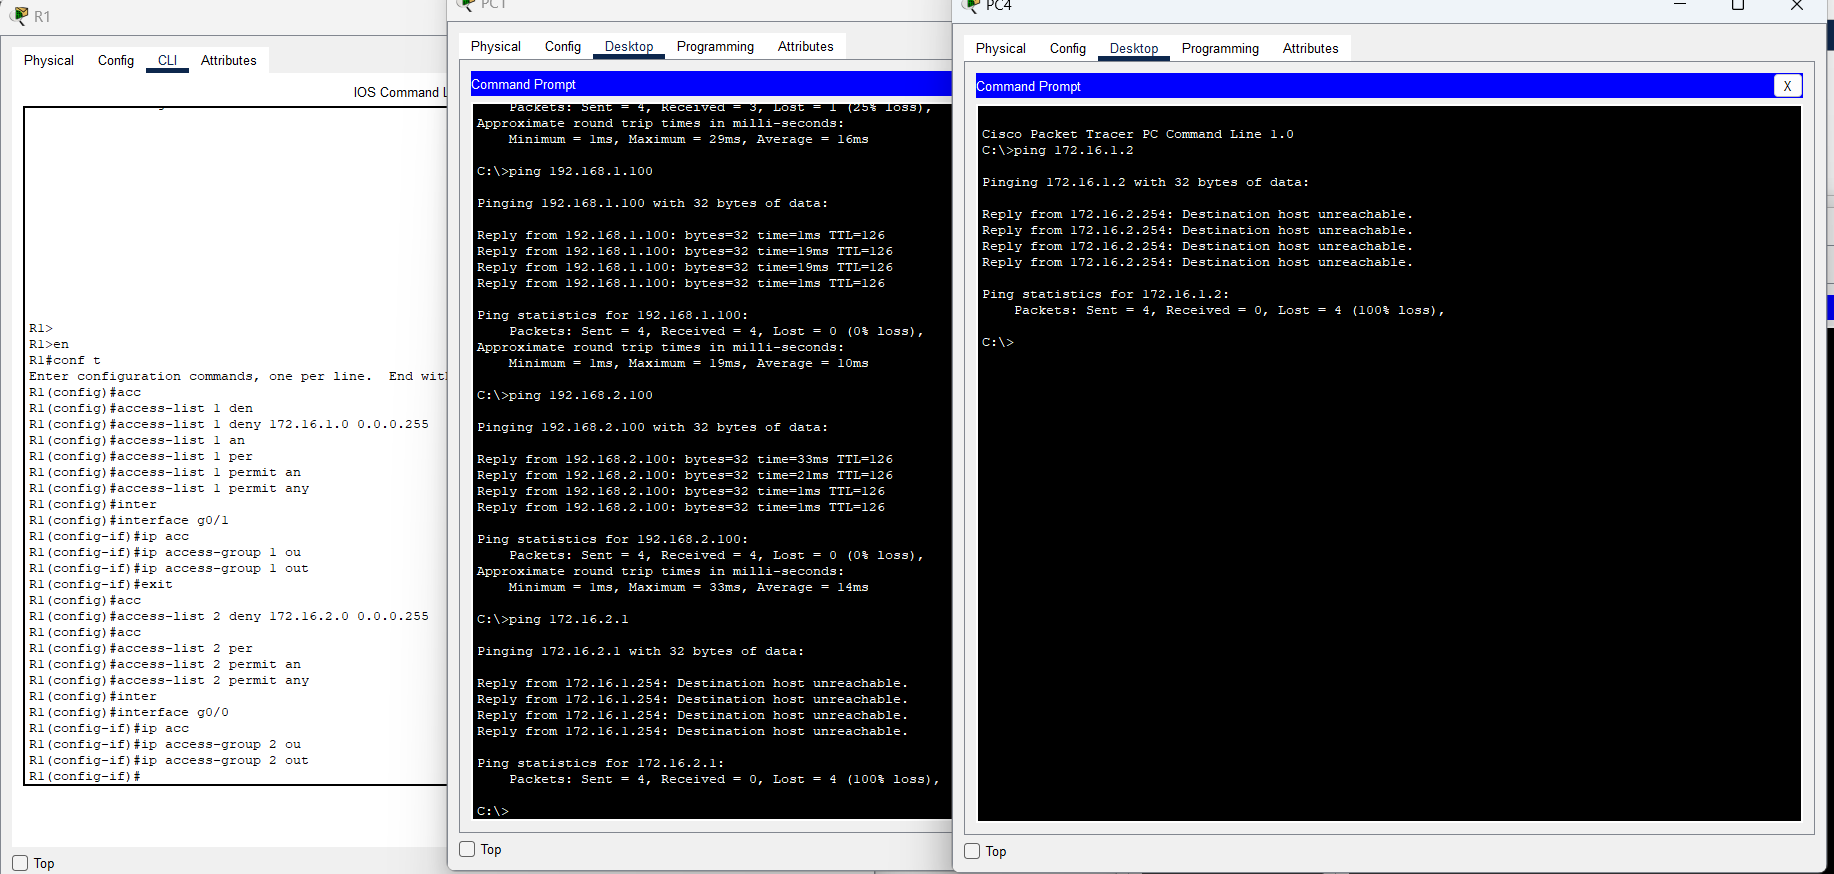 R1
Physical Config CLI Attributes
IOS Command L
R1>
R1>en
R1#conf t
Enter configuration commands, one per line.  End wit
R1(config)#acc
R1(config)#access-list 1 den
R1(config)#access-list 1 deny 172.16.1.0 0.0.0.255
R1(config)#access-list 1 an
R1(config)#access-list 1 per
R1(config)#access-list 1 permit an
R1(config)#access-list 1 permit any
R1(config)#inter
R1(config)#interface g0/1
R1(config-if)#ip acc
R1(config-if)#ip access-group 1 ou
R1(config-if)#ip access-group 1 out
R1(config-if)#exit
R1(config)#acc
R1(config)#access-list 2 deny 172.16.2.0 0.0.0.255
R1(config)#acc
R1(config)#access-list 2 per
R1(config)#access-list 2 permit an
R1(config)#access-list 2 permit any
R1(config)#inter
R1(config)#interface g0/0
R1(config-if)#ip acc
R1(config-if)#ip access-group 2 ou
R1(config-if)#ip access-group 2 out
R1(config-if)#
Top
PC1
Physical Config Desktop Programming Attributes
Command Prompt
Packets: Sent = 4, Received = 3, Lost = 1 (25% loss),
Approximate round trip times in milli-seconds:
Minimum = 1ms, Maximum = 29ms, Average = 16ms
C:\>ping 192.168.1.100
Pinging 192.168.1.100 with 32 bytes of data:
Reply from 192.168.1.100: bytes=32 time=1ms TTL=126
Reply from 192.168.1.100: bytes=32 time=19ms TTL=126
Reply from 192.168.1.100: bytes=32 time=19ms TTL=126
Reply from 192.168.1.100: bytes=32 time=1ms TTL=126
Ping statistics for 192.168.1.100:
Packets: Sent = 4, Received = 4, Lost = 0 (0% loss),
Approximate round trip times in milli-seconds:
Minimum = 1ms, Maximum = 19ms, Average = 10ms
C:\>ping 192.168.2.100
Pinging 192.168.2.100 with 32 bytes of data:
Reply from 192.168.2.100: bytes=32 time=33ms TTL=126
Reply from 192.168.2.100: bytes=32 time=21ms TTL=126
Reply from 192.168.2.100: bytes=32 time=1ms TTL=126
Reply from 192.168.2.100: bytes=32 time=1ms TTL=126
Ping statistics for 192.168.2.100:
Packets: Sent = 4, Received = 4, Lost = 0 (0% loss),
Approximate round trip times in milli-seconds:
Minimum = 1ms, Maximum = 33ms, Average = 14ms
C:\>ping 172.16.2.1
Pinging 172.16.2.1 with 32 bytes of data:
Reply from 172.16.1.254: Destination host unreachable.
Reply from 172.16.1.254: Destination host unreachable.
Reply from 172.16.1.254: Destination host unreachable.
Reply from 172.16.1.254: Destination host unreachable.
Ping statistics for 172.16.2.1:
Packets: Sent = 4, Received = 0, Lost = 4 (100% loss),
C:\>
Top
PC4
Physical Config Desktop Programming Attributes
Command Prompt X
Cisco Packet Tracer PC Command Line 1.0
C:\>ping 172.16.1.2
Pinging 172.16.1.2 with 32 bytes of data:
Reply from 172.16.2.254: Destination host unreachable.
Reply from 172.16.2.254: Destination host unreachable.
Reply from 172.16.2.254: Destination host unreachable.
Reply from 172.16.2.254: Destination host unreachable.
Ping statistics for 172.16.1.2:
Packets: Sent = 4, Received = 0, Lost = 4 (100% loss),
C:\>
Top